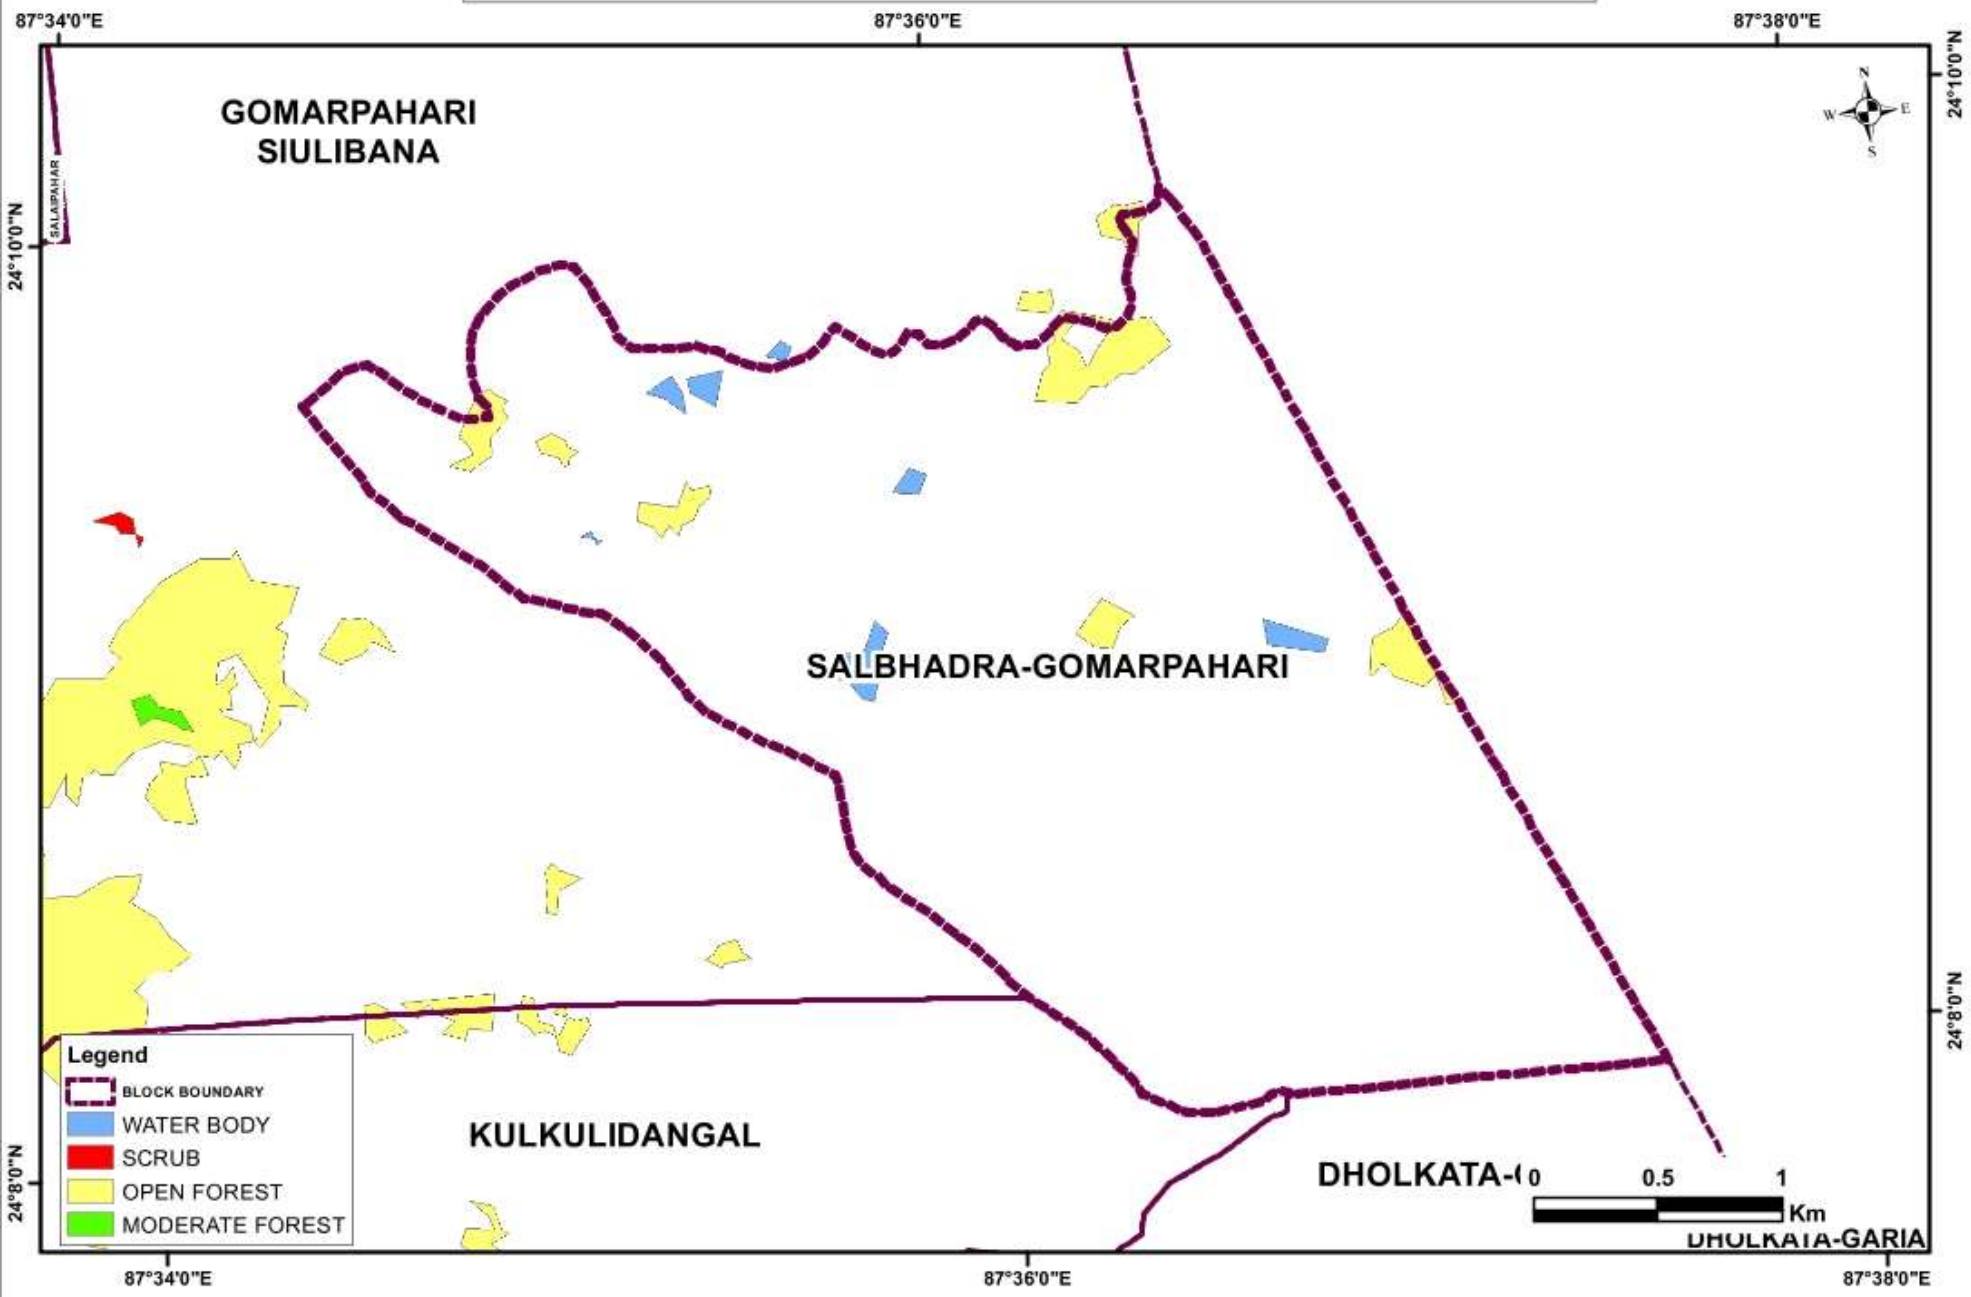 87°34'0"E
87°36'0"E
87°38'0"E
24°10'0"N
24°10'0"N
N
W
E
S
GOMARPAHARI
SIULIBANA
SALAIPAHAR
SALBHADRA-GOMARPAHARI
24°8'0"N
24°8'0"N
Legend
BLOCK BOUNDARY
WATER BODY
SCRUB
OPEN FOREST
MODERATE FOREST
KULKULIDANGAL
DHOLKATA-
0 0.5 1
Km
DHOLKATA-GARIA
87°34'0"E
87°36'0"E
87°38'0"E